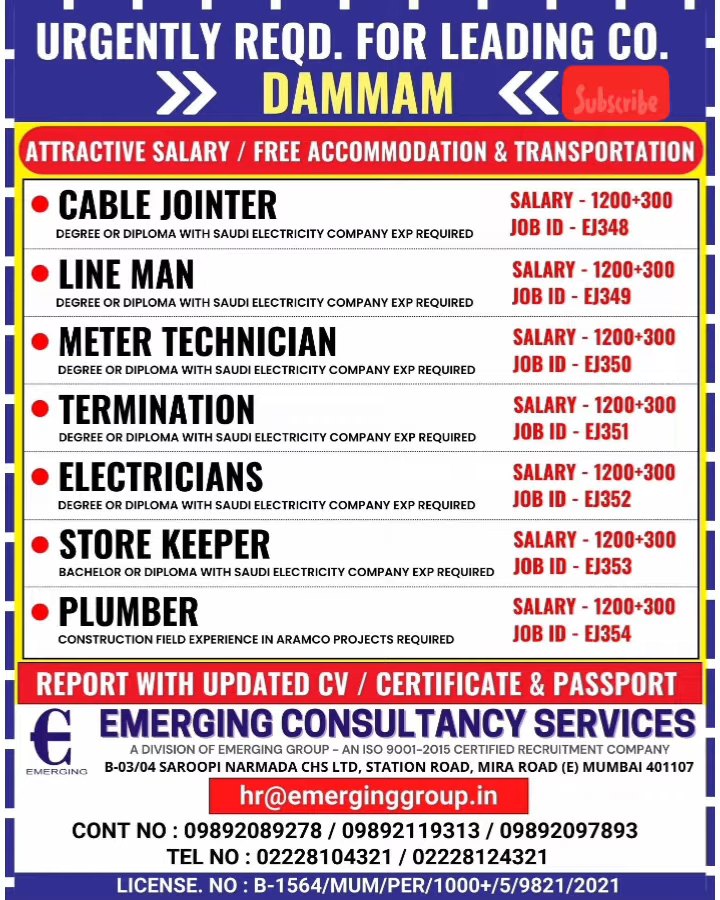 URGENTLY REQD. FOR LEADING CO.
DAMMAM
Subscribe
ATTRACTIVE SALARY / FREE ACCOMMODATION & TRANSPORTATION
CABLE JOINTER
DEGREE OR DIPLOMA WITH SAUDI ELECTRICITY COMPANY EXP REQUIRED
SALARY - 1200+300
JOB ID - EJ348
LINE MAN
DEGREE OR DIPLOMA WITH SAUDI ELECTRICITY COMPANY EXP REQUIRED
SALARY - 1200+300
JOB ID - EJ349
METER TECHNICIAN
DEGREE OR DIPLOMA WITH SAUDI ELECTRICITY COMPANY EXP REQUIRED
SALARY - 1200+300
JOB ID - EJ350
TERMINATION
DEGREE OR DIPLOMA WITH SAUDI ELECTRICITY COMPANY EXP REQUIRED
SALARY - 1200+300
JOB ID - EJ351
ELECTRICIANS
DEGREE OR DIPLOMA WITH SAUDI ELECTRICITY COMPANY EXP REQUIRED
SALARY - 1200+300
JOB ID - EJ352
STORE KEEPER
BACHELOR OR DIPLOMA WITH SAUDI ELECTRICITY COMPANY EXP REQUIRED
SALARY - 1200+300
JOB ID - EJ353
PLUMBER
CONSTRUCTION FIELD EXPERIENCE IN ARAMCO PROJECTS REQUIRED
SALARY - 1200+300
JOB ID - EJ354
REPORT WITH UPDATED CV / CERTIFICATE & PASSPORT
EMERGING
EMERGING CONSULTANCY SERVICES
A DIVISION OF EMERGING GROUP - AN ISO 9001-2015 CERTIFIED RECRUITMENT COMPANY
B-03/04 SAROOPI NARMADA CHS LTD, STATION ROAD, MIRA ROAD (E) MUMBAI 401107
hr@emerginggroup.in
CONT NO : 09892089278 / 09892119313 / 09892097893
TEL NO : 02228104321 / 02228124321
LICENSE. NO : B-1564/MUM/PER/1000+/5/9821/2021